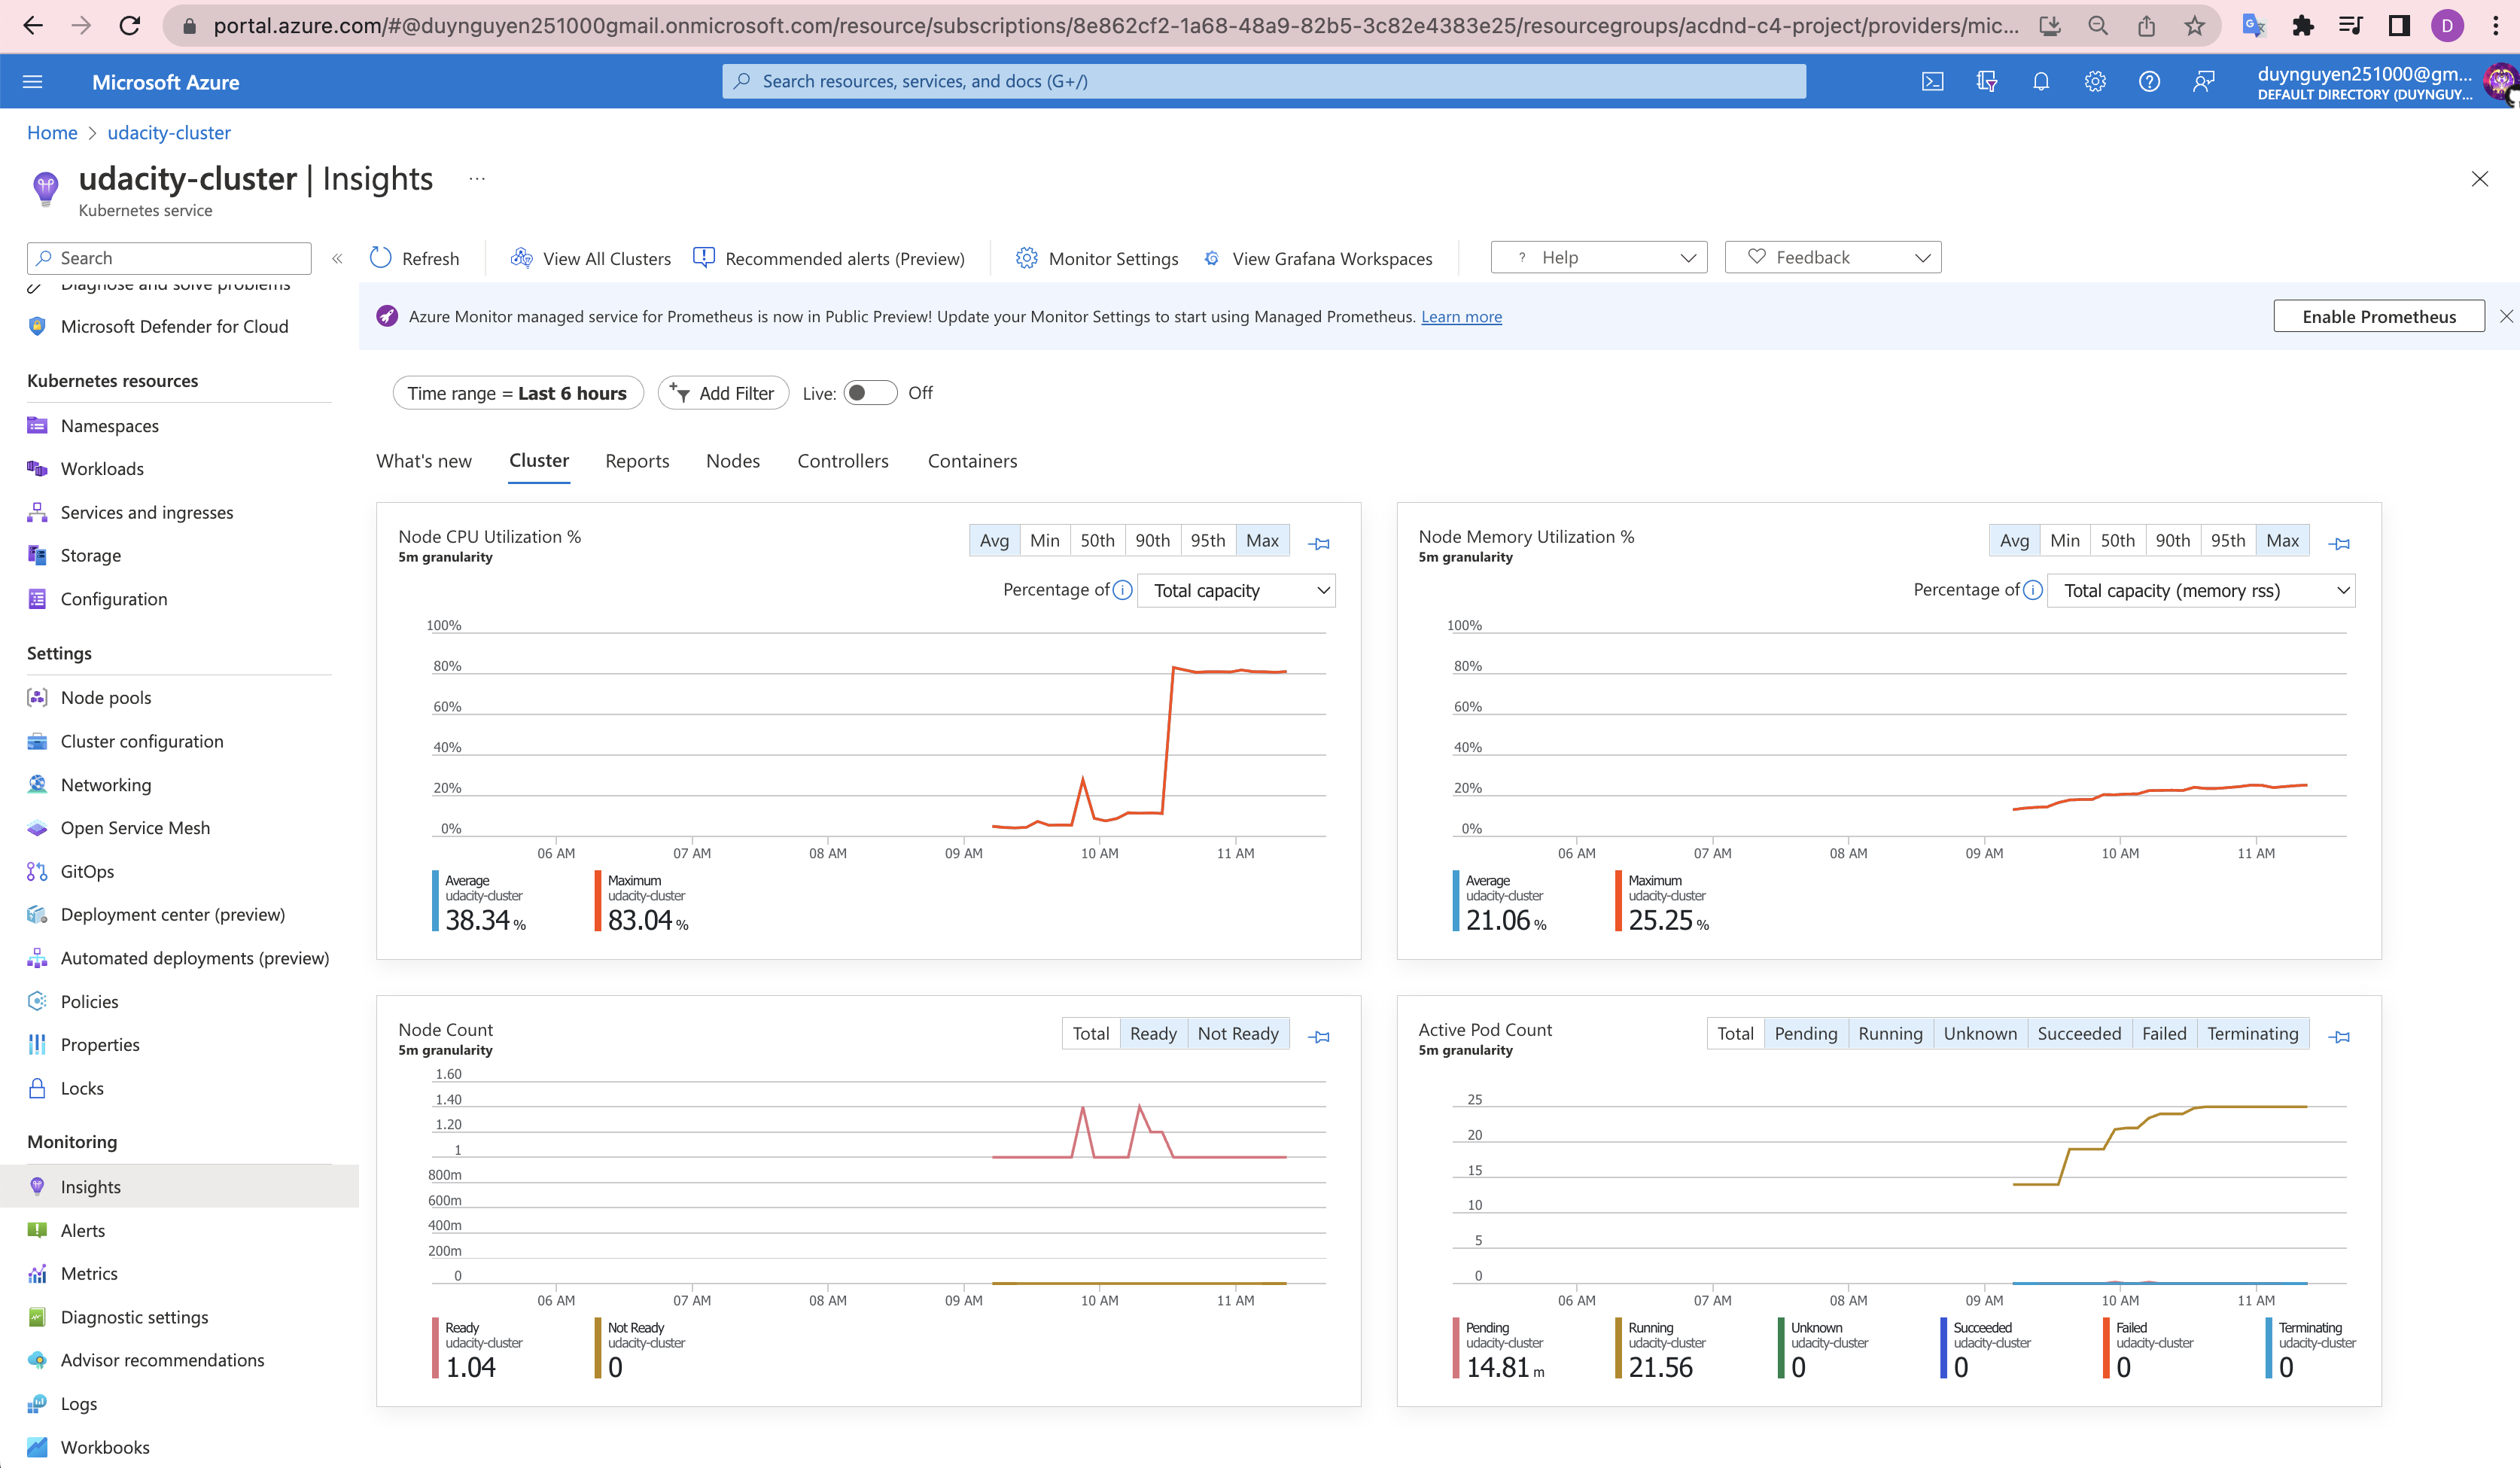 portal.azure.com/#@duynguyen251000gmail.onmicrosoft.com/resource/subscriptions/8e862cf2-1a68-48a9-82b5-3c82e4383e25/resourcegroups/acdnd-c4-project/providers/mic...
D
Microsoft Azure
Search resources, services, and docs (G+/)
duynguyen251000@gm...
DEFAULT DIRECTORY (DUYNGUY...
Home > udacity-cluster
udacity-cluster | Insights ...
Kubernetes service
Search
Refresh
View All Clusters
Recommended alerts (Preview)
Monitor Settings
View Grafana Workspaces
? Help
Feedback
Diagnose and solve problems
Microsoft Defender for Cloud
Kubernetes resources
Namespaces
Workloads
Services and ingresses
Storage
Configuration
Settings
Node pools
Cluster configuration
Networking
Open Service Mesh
GitOps
Deployment center (preview)
Automated deployments (preview)
Policies
Properties
Locks
Monitoring
Insights
Alerts
Metrics
Diagnostic settings
Advisor recommendations
Logs
Workbooks
Azure Monitor managed service for Prometheus is now in Public Preview! Update your Monitor Settings to start using Managed Prometheus. Learn more
Enable Prometheus
Time range = Last 6 hours
Add Filter
Live: Off
What's new Cluster Reports Nodes Controllers Containers
Node CPU Utilization %
5m granularity
Avg Min 50th 90th 95th Max
Percentage of Total capacity
100%
80%
60%
40%
20%
0%
06 AM 07 AM 08 AM 09 AM 10 AM 11 AM
Average
udacity-cluster
38.34 %
Maximum
udacity-cluster
83.04 %
Node Memory Utilization %
5m granularity
Avg Min 50th 90th 95th Max
Percentage of Total capacity (memory rss)
100%
80%
60%
40%
20%
0%
06 AM 07 AM 08 AM 09 AM 10 AM 11 AM
Average
udacity-cluster
21.06 %
Maximum
udacity-cluster
25.25 %
Node Count
5m granularity
Total Ready Not Ready
1.60
1.40
1.20
1
800m
600m
400m
200m
0
06 AM 07 AM 08 AM 09 AM 10 AM 11 AM
Ready
udacity-cluster
1.04
Not Ready
udacity-cluster
0
Active Pod Count
5m granularity
Total Pending Running Unknown Succeeded Failed Terminating
25
20
15
10
5
0
06 AM 07 AM 08 AM 09 AM 10 AM 11 AM
Pending
udacity-cluster
14.81 m
Running
udacity-cluster
21.56
Unknown
udacity-cluster
0
Succeeded
udacity-cluster
0
Failed
udacity-cluster
0
Terminating
udacity-cluster
0